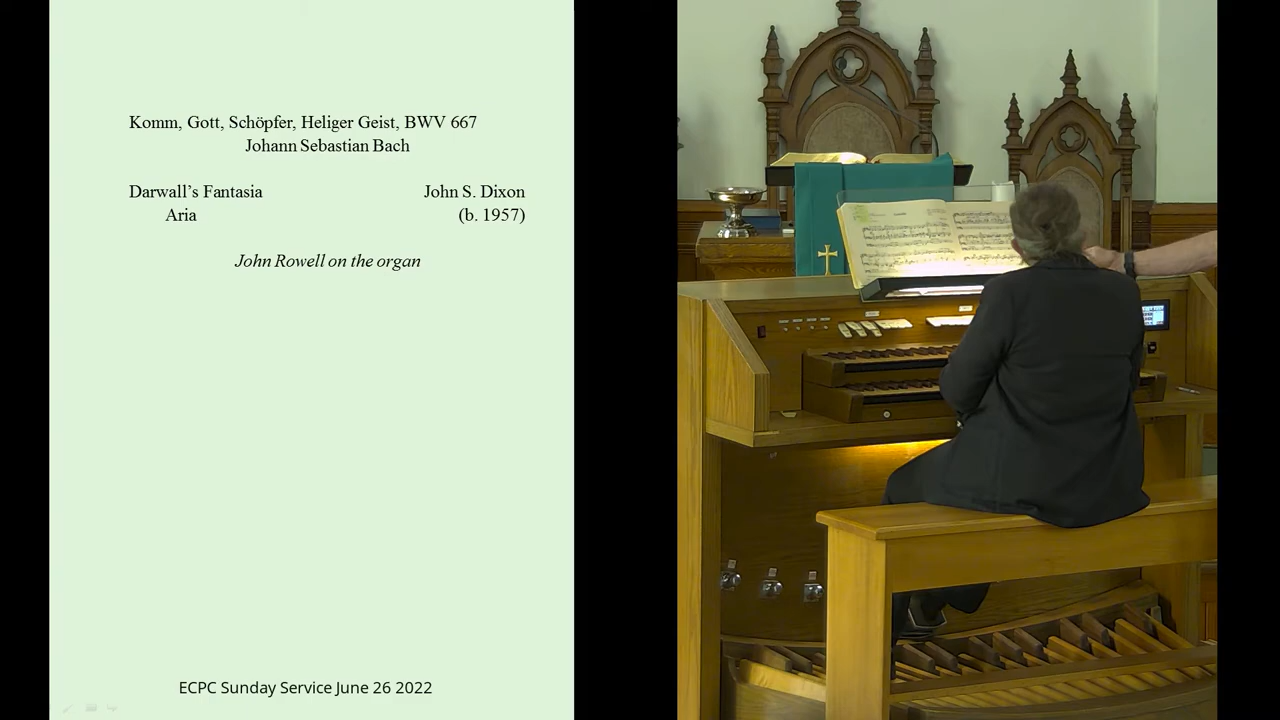 Komm, Gott, Schöpfer, Heliger Geist, BWV 667
Johann Sebastian Bach
Darwall’s Fantasia John S. Dixon
Aria (b. 1957)
John Rowell on the organ
ECPC Sunday Service June 26 2022